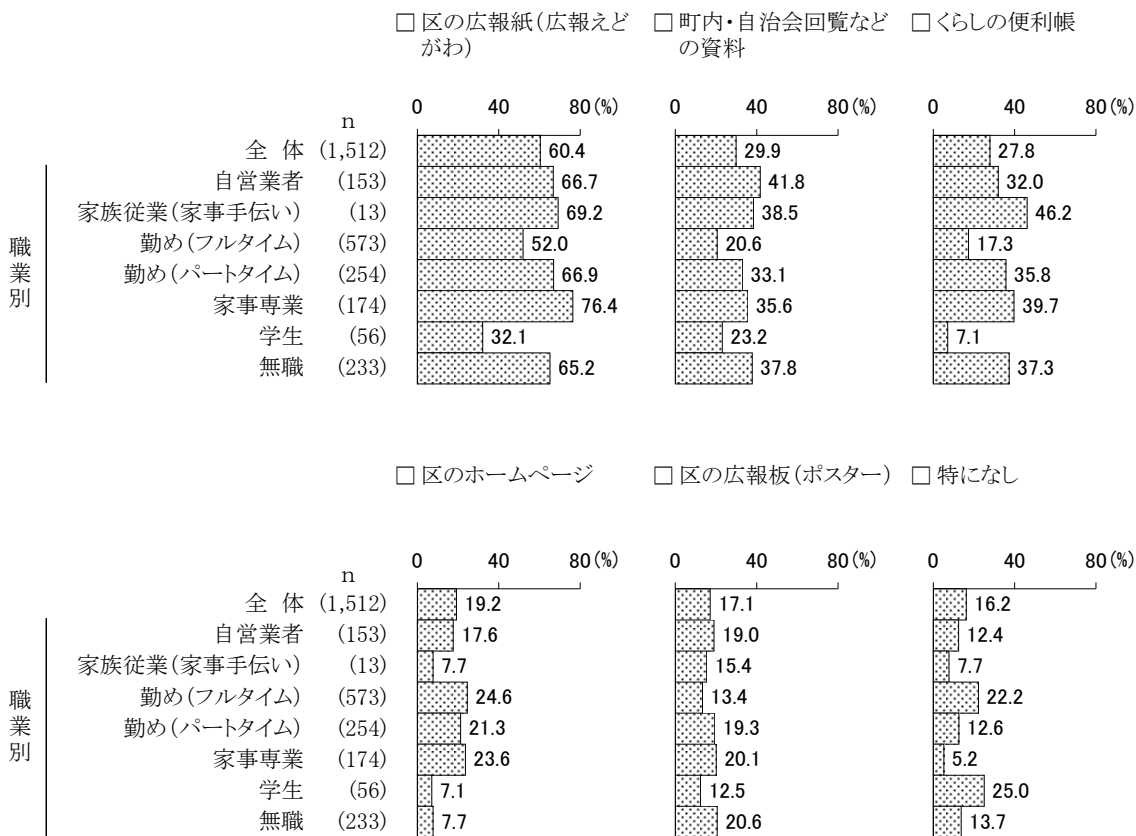 □ 区の広報紙（広報えど □ 町内・自治会回覧など □ くらしの便利帳
がわ） の資料
0 40 80(%) 0 40 80(%) 0 40 80(%)
n
全 体 (1,512) 60.4 29.9 27.8
自営業者 (153) 66.7 41.8 32.0
家族従業（家事手伝い） (13) 69.2 38.5 46.2
勤め（フルタイム） (573) 52.0 20.6 17.3
勤め（パートタイム） (254) 66.9 33.1 35.8
家事専業 (174) 76.4 35.6 39.7
学生 (56) 32.1 23.2 7.1
無職 (233) 65.2 37.8 37.3
職業別
□ 区のホームページ □ 区の広報板（ポスター） □ 特になし
0 40 80(%) 0 40 80(%) 0 40 80(%)
n
全 体 (1,512) 19.2 17.1 16.2
自営業者 (153) 17.6 19.0 12.4
家族従業（家事手伝い） (13) 7.7 15.4 7.7
勤め（フルタイム） (573) 24.6 13.4 22.2
勤め（パートタイム） (254) 21.3 19.3 12.6
家事専業 (174) 23.6 20.1 5.2
学生 (56) 7.1 12.5 25.0
無職 (233) 7.7 20.6 13.7
職業別